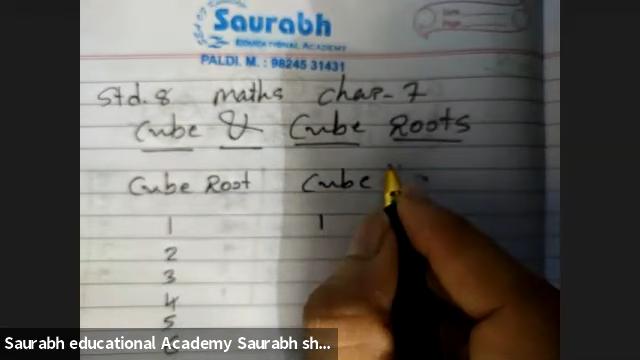 Saurabh
EDUCATIONAL ACADEMY
PALDI. M. : 98245 31431
Std. 8 maths chap-7
Cube & Cube Roots
Cube Root Cube
1 1
2
3
4
5
6
Saurabh educational Academy Saurabh sh...